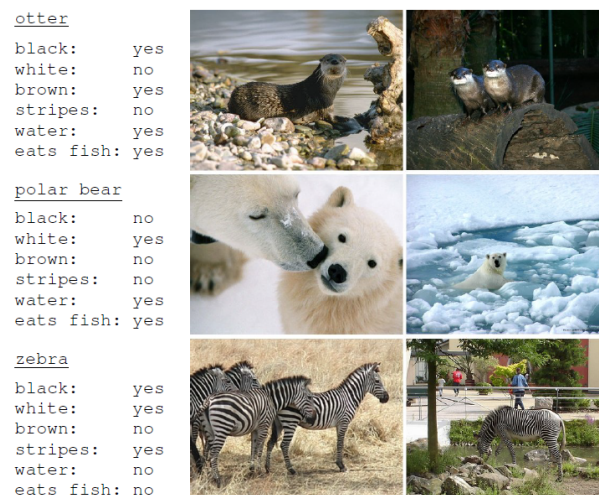 otter
black: yes
white: no
brown: yes
stripes: no
water: yes
eats fish: yes
polar bear
black: no
white: yes
brown: no
stripes: no
water: yes
eats fish: yes
zebra
black: yes
white: yes
brown: no
stripes: yes
water: no
eats fish: no